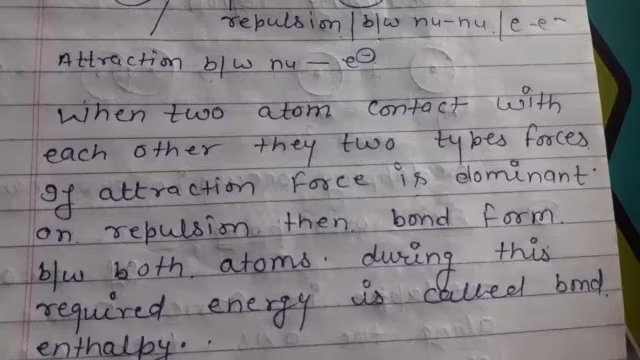 repulsion | b/w nu-nu. | e-e-
Attraction b/w nu — e⊖
when two atom contact with
each other they two types forces
If attraction force is dominant.
on repulsion. then bond form.
b/w both. atoms. during this
required energy is called bond.
enthalpy..